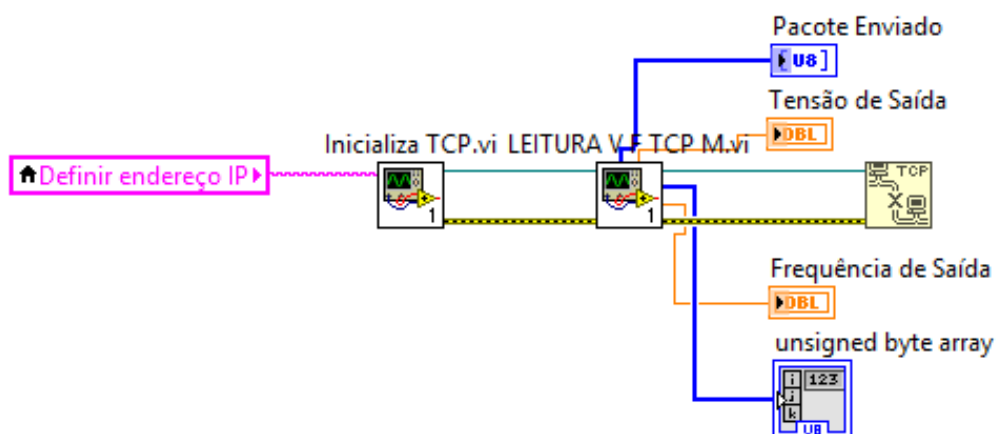 Pacote Enviado
U8
Tensão de Saída
DBL
Inicializa TCP.vi LEITURA V F TCP M.vi
Definir endereço IP
TCP
1
1
Frequência de Saída
DBL
unsigned byte array
i 123
j
k
U8